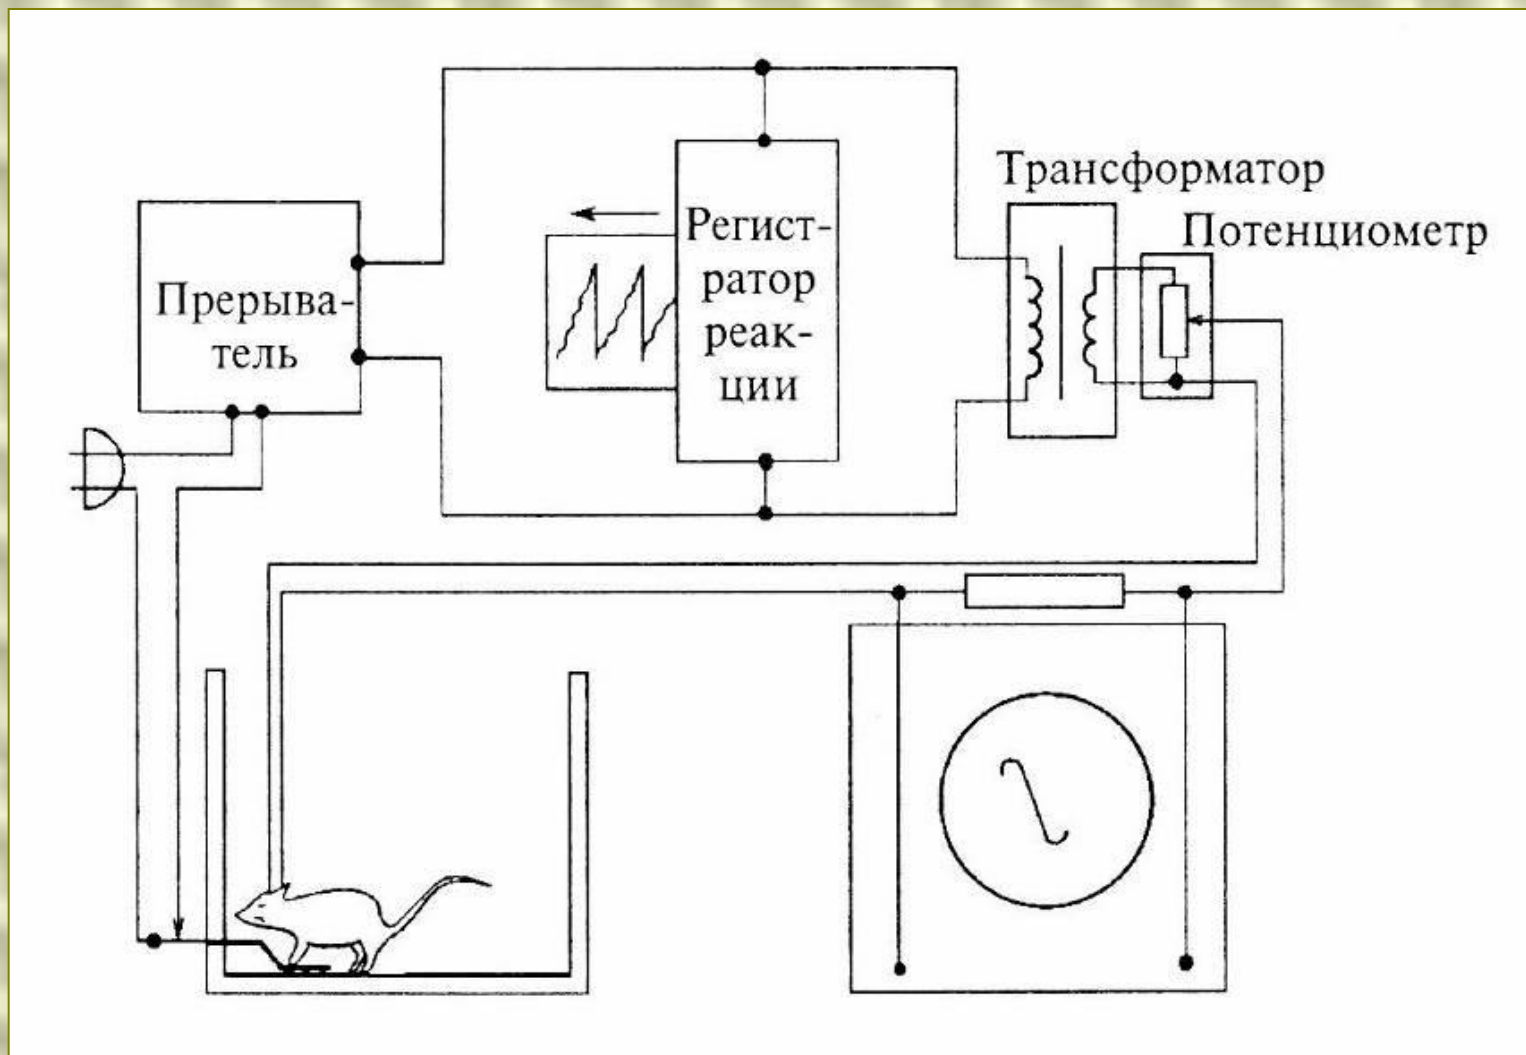 Трансформатор
Потенциометр
Регист-
ратор
реак-
ции
Прерыва-
тель